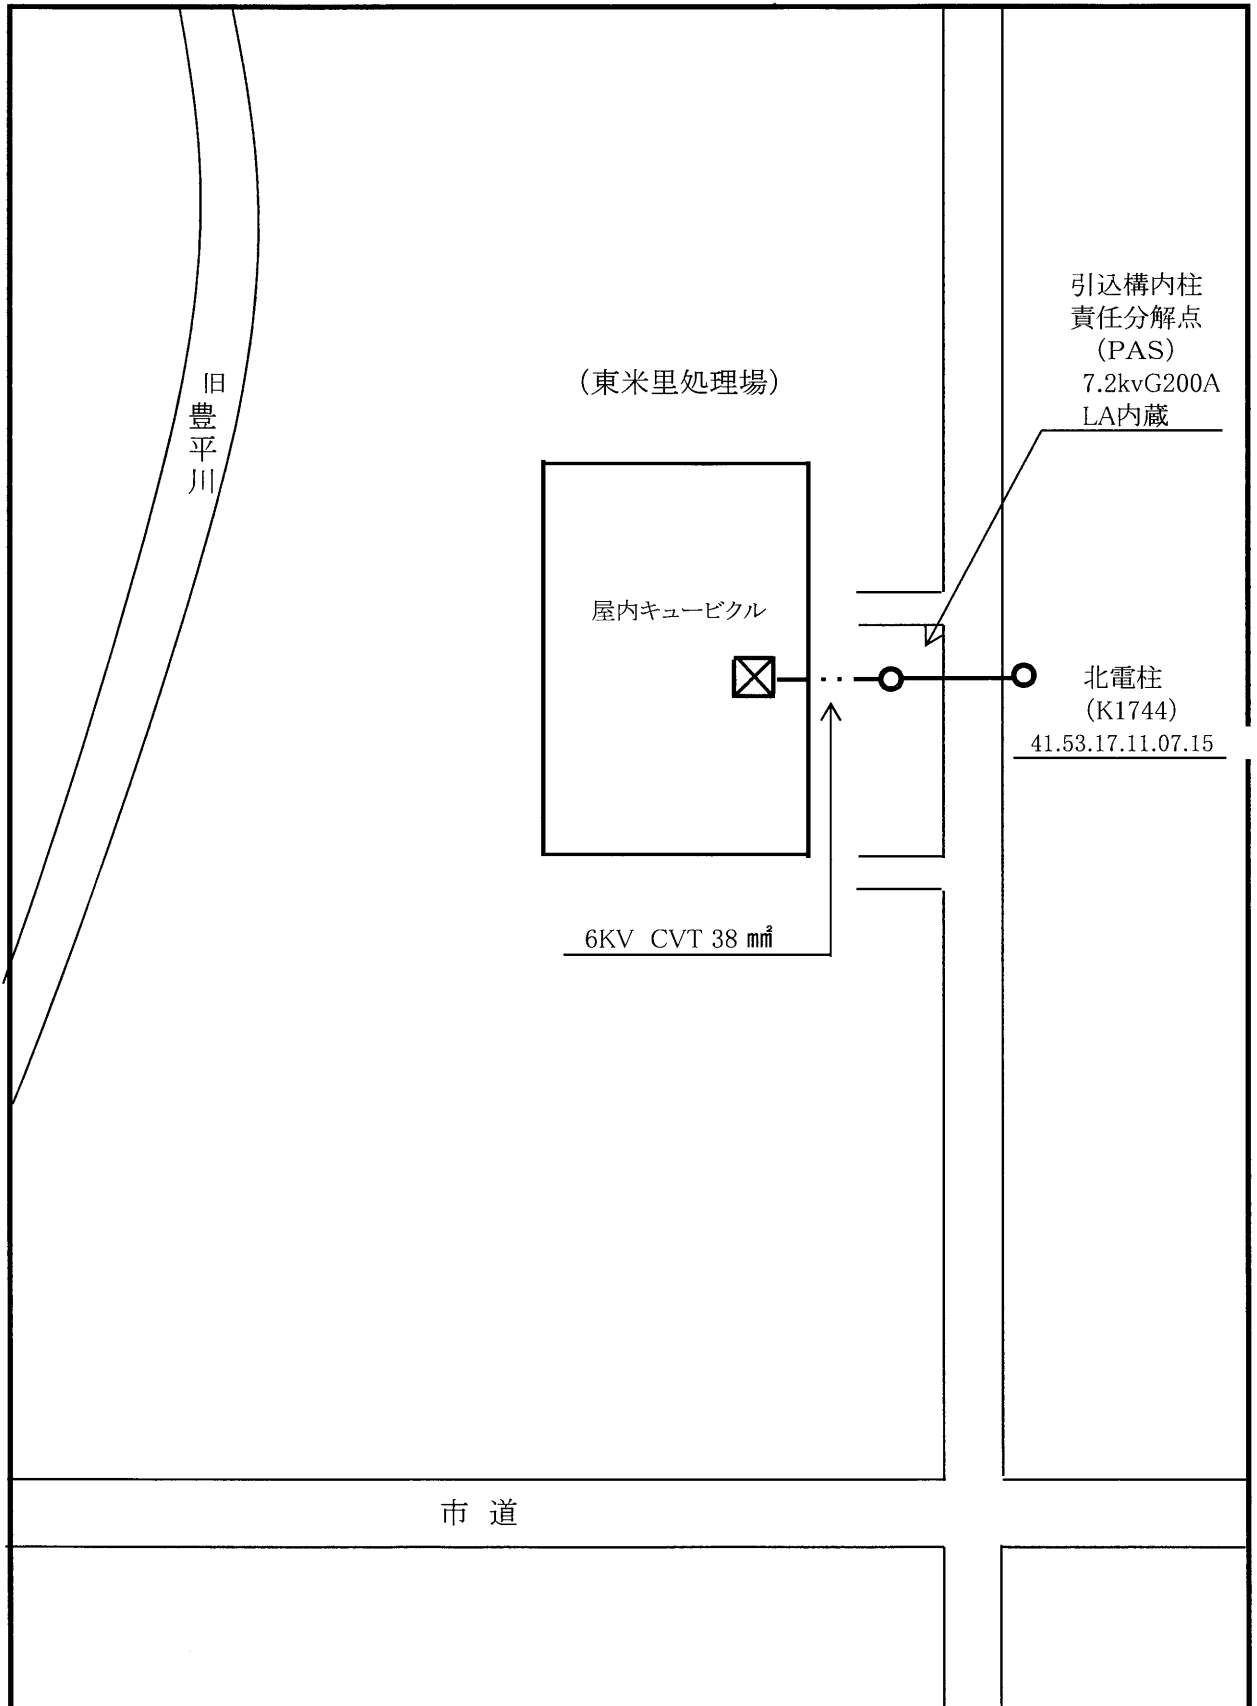 引込構内柱
責任分解点
(PAS)
7.2kvG200A
LA内蔵
(東米里処理場)
旧豊平川
屋内キュービクル
北電柱
(K1744)
41.53.17.11.07.15
6KV CVT 38 ㎟
市 道